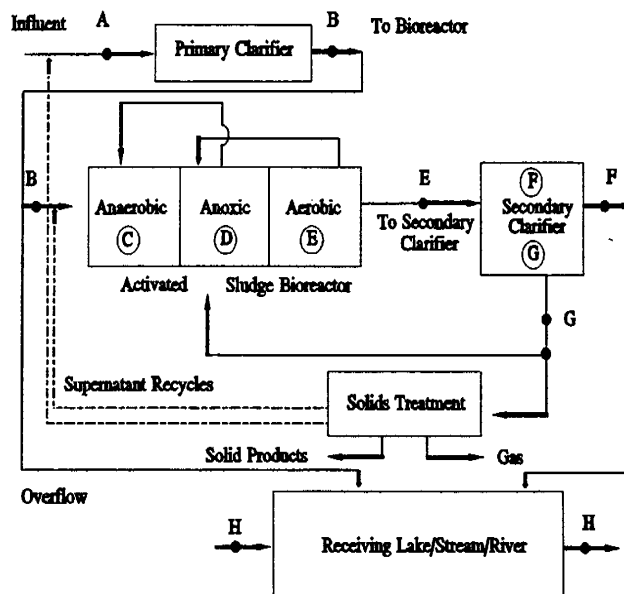 Influent
A
Primary Clarifier
B
To Bioreactor
B
Anaerobic
Anoxic
Aerobic
C
D
E
Activated Sludge Bioreactor
E
To Secondary
Clarifier
F
Secondary
Clarifier
G
F
G
Supernatant Recycles
Solids Treatment
Solid Products
Gas
Overflow
H
Receiving Lake/Stream/River
H